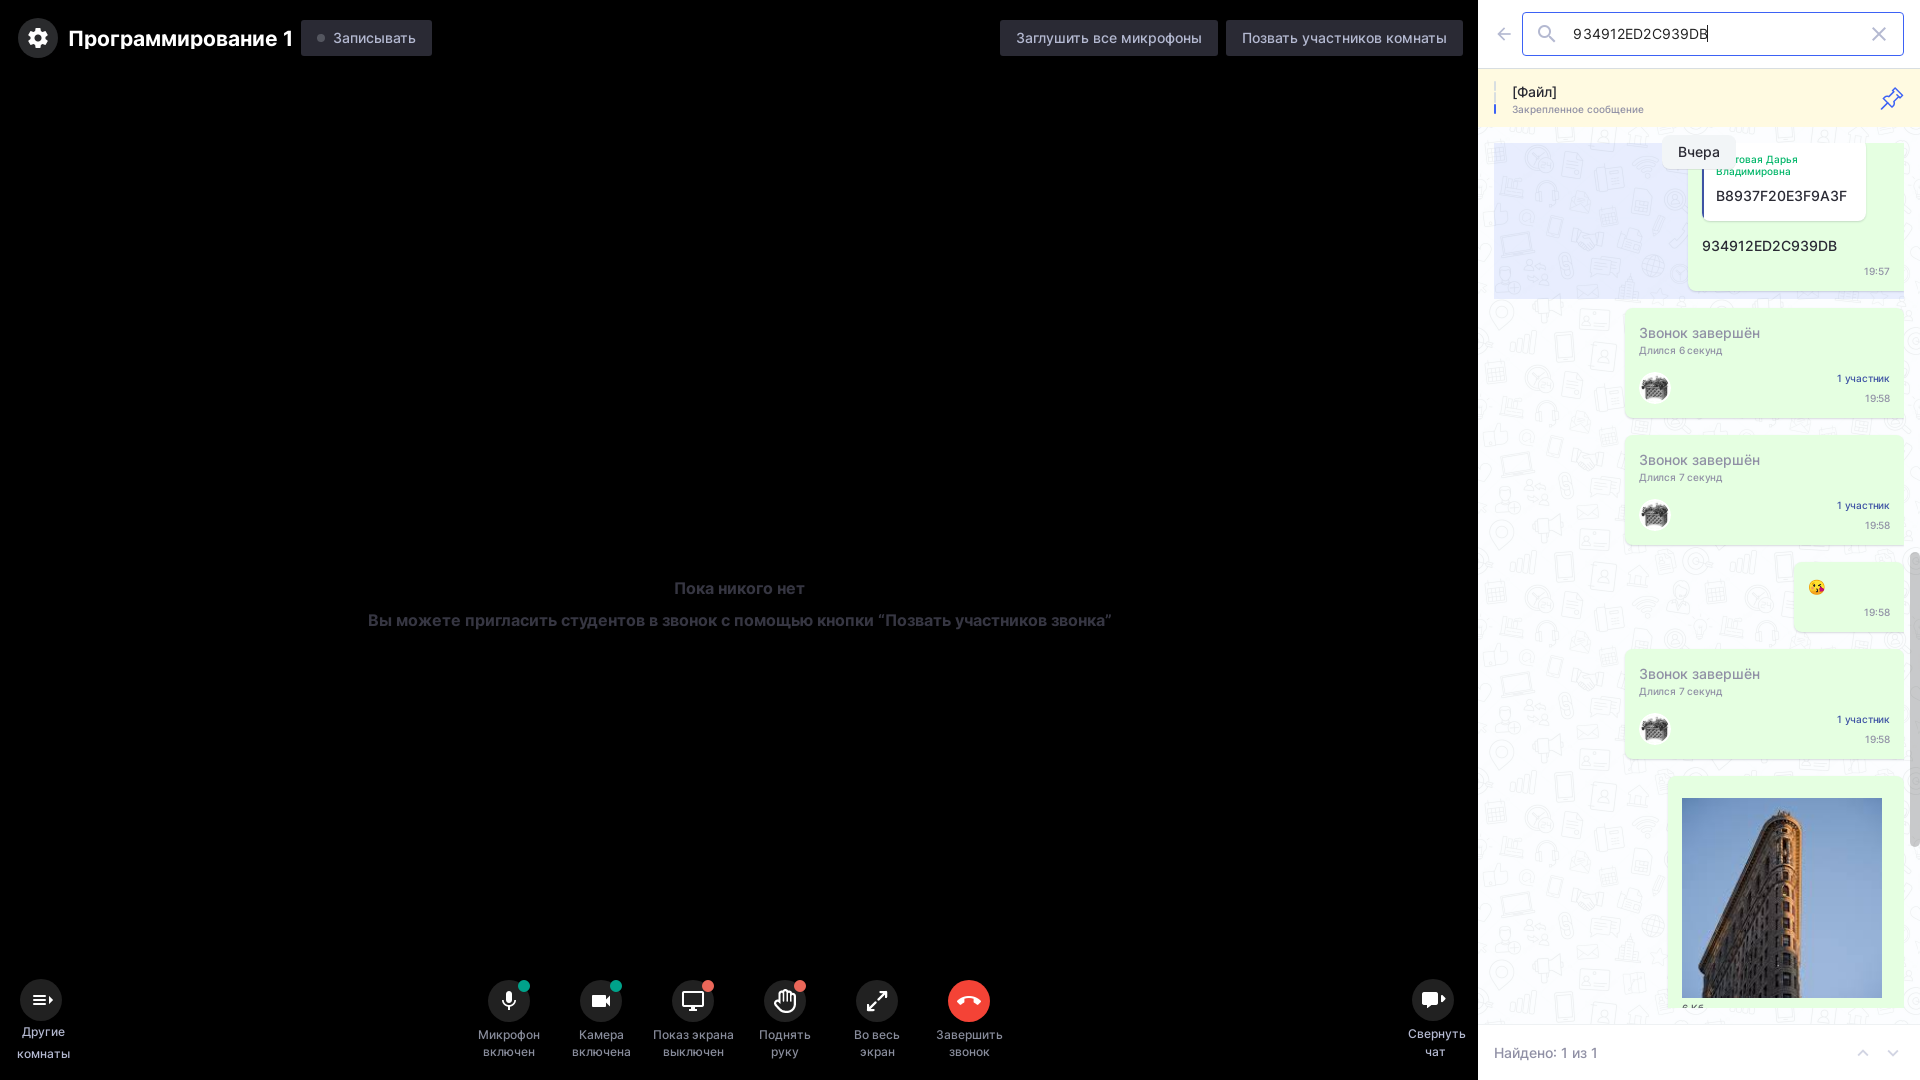 Программирование 1
Записывать
Заглушить все микрофоны
Позвать участников комнаты
934912ED2C939DB
[Файл]
Закрепленное сообщение
Вчера
Дарья
Владимировна
B8937F20E3F9A3F
934912ED2C939DB
19:57
Звонок завершён
Длился 6 секунд
1 участник
19:58
Звонок завершён
Длился 7 секунд
1 участник
19:58
19:58
Звонок завершён
Длился 7 секунд
1 участник
19:58
Пока никого нет
Вы можете пригласить студентов в звонок с помощью кнопки “Позвать участников звонка”
Другие
комнаты
Микрофон
включен
Камера
включена
Показ экрана
выключен
Поднять
руку
Во весь
экран
Завершить
звонок
Свернуть
чат
Найдено: 1 из 1